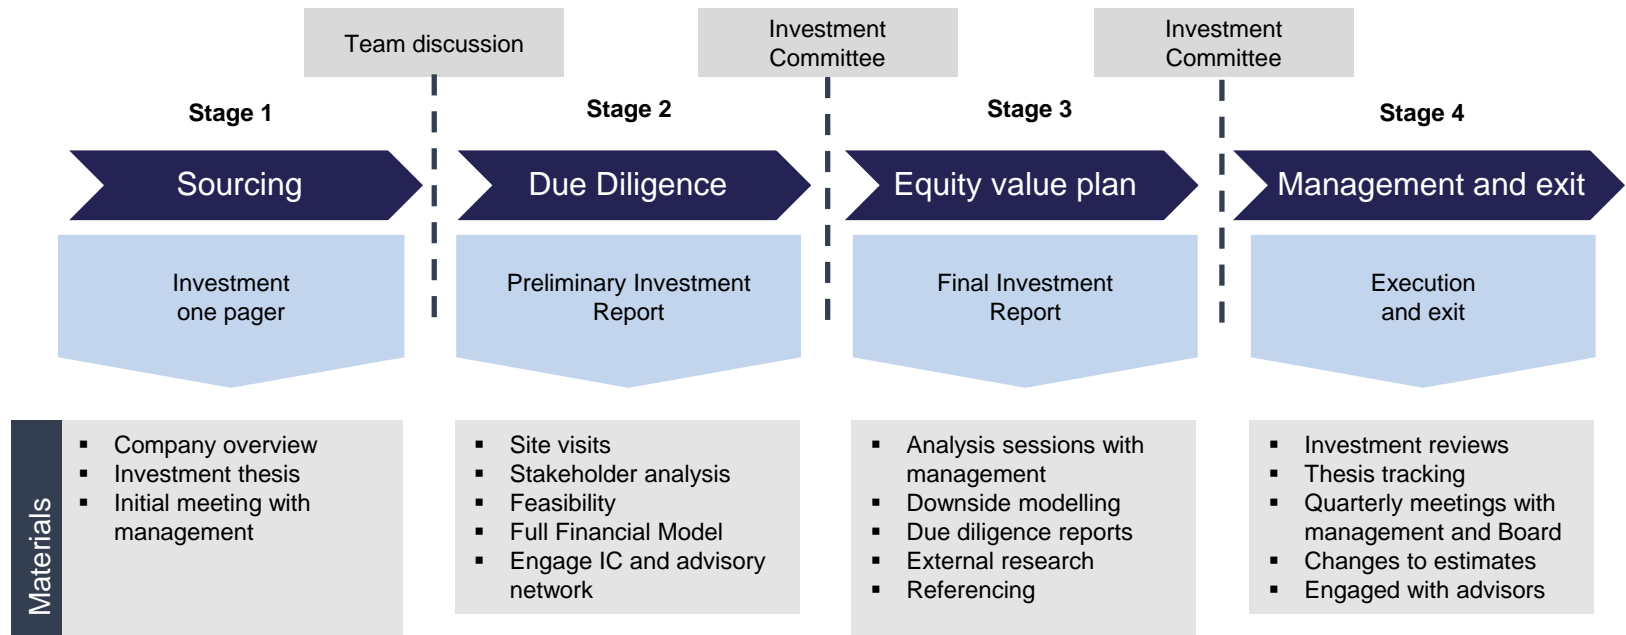 Team discussion
Investment
Committee
Investment
Committee
Stage 1
Stage 2
Stage 3
Stage 4
Sourcing
Due Diligence
Equity value plan
Management and exit
Investment
one pager
Preliminary Investment
Report
Final Investment
Report
Execution
and exit
Materials
▪ Company overview
▪ Investment thesis
▪ Initial meeting with
management
▪ Site visits
▪ Stakeholder analysis
▪ Feasibility
▪ Full Financial Model
▪ Engage IC and advisory
network
▪ Analysis sessions with
management
▪ Downside modelling
▪ Due diligence reports
▪ External research
▪ Referencing
▪ Investment reviews
▪ Thesis tracking
▪ Quarterly meetings with
management and Board
▪ Changes to estimates
▪ Engaged with advisors